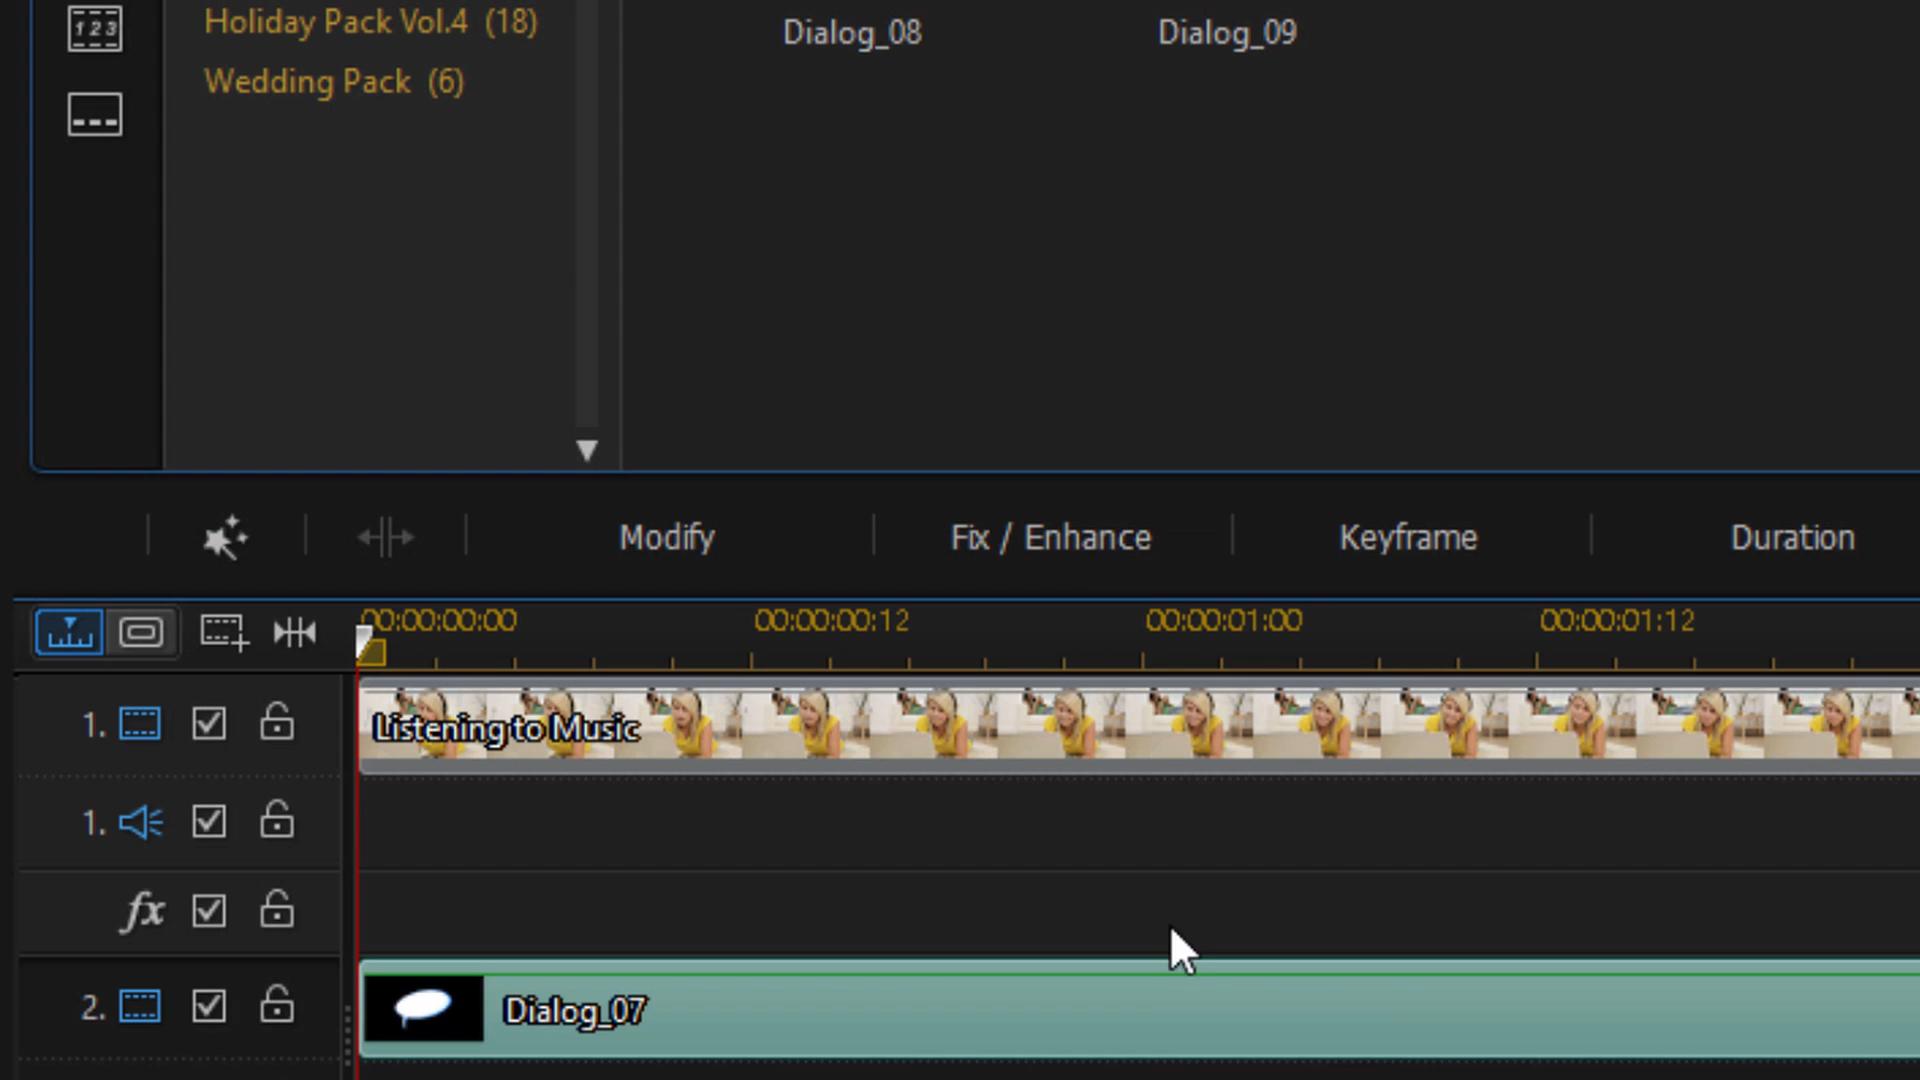 123
Holiday Pack Vol.4 (18)
Dialog_08
Dialog_09
Wedding Pack (6)
Modify
Fix / Enhance
Keyframe
Duration
00:00:00:00
00:00:00:12
00:00:01:00
00:00:01:12
1.
Listening to Music
1.
fx
2.
Dialog_07